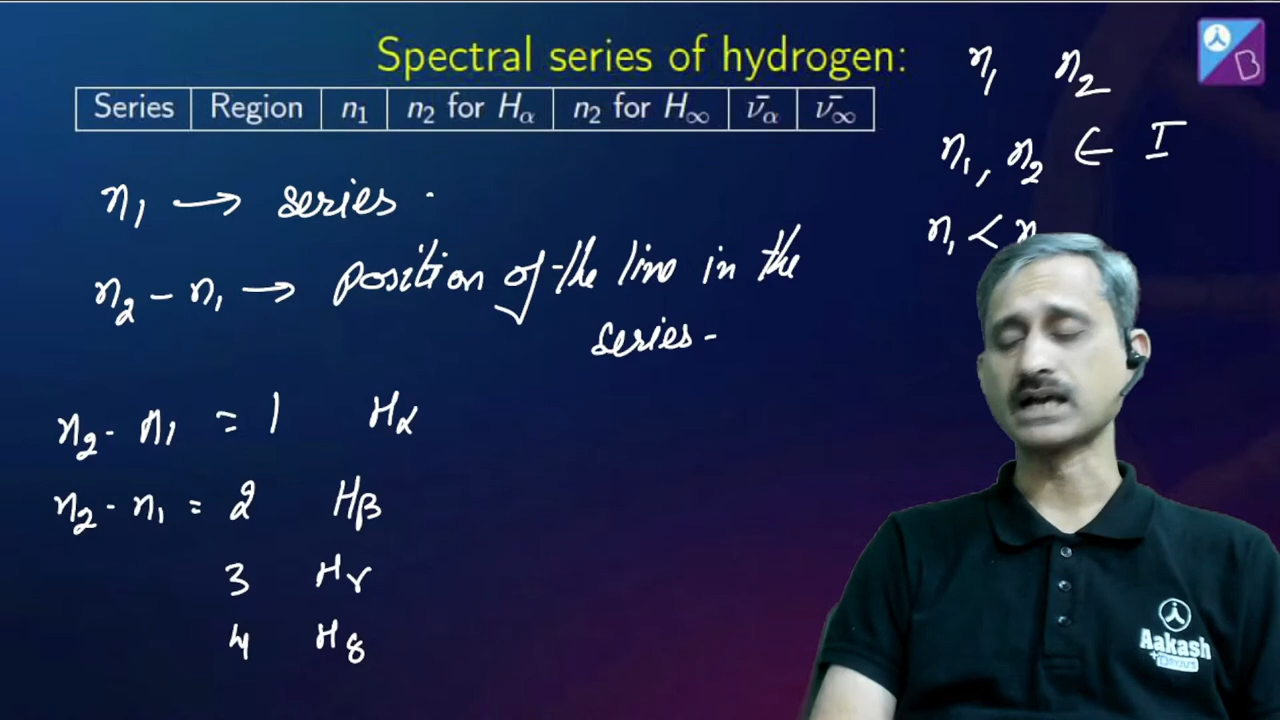 Spectral series of hydrogen:
Series Region n₁ n₂ for Hα n₂ for H∞ ν̄α ν̄∞
n₁ n₂
n₁, n₂ ∈ I
n₁ < n
n₁ → series.
n₂ - n₁ → position of the line in the
series -
n₂ - n₁ = 1 Hα
n₂ - n₁ = 2 Hβ
3 Hγ
4 Hδ
B
Aakash